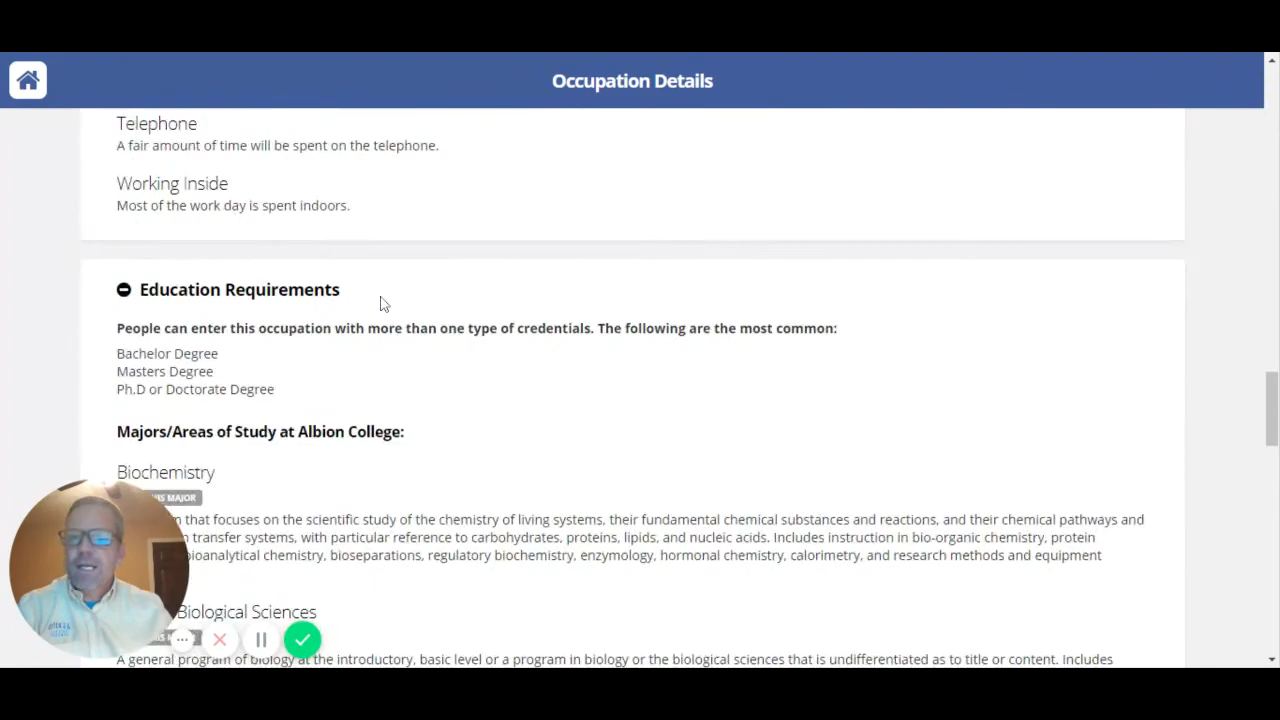 Occupation Details
Telephone
A fair amount of time will be spent on the telephone.
Working Inside
Most of the work day is spent indoors.
Education Requirements
People can enter this occupation with more than one type of credentials. The following are the most common:
Bachelor Degree
Masters Degree
Ph.D or Doctorate Degree
Majors/Areas of Study at Albion College:
Biochemistry
MAJOR
that focuses on the scientific study of the chemistry of living systems, their fundamental chemical substances and reactions, and their chemical pathways and
transfer systems, with particular reference to carbohydrates, proteins, lipids, and nucleic acids. Includes instruction in bio-organic chemistry, protein
chemistry, bioseparations, regulatory biochemistry, enzymology, hormonal chemistry, calorimetry, and research methods and equipment
Biological Sciences
A general program of biology at the introductory, basic level or a program in biology or the biological sciences that is undifferentiated as to title or content. Includes